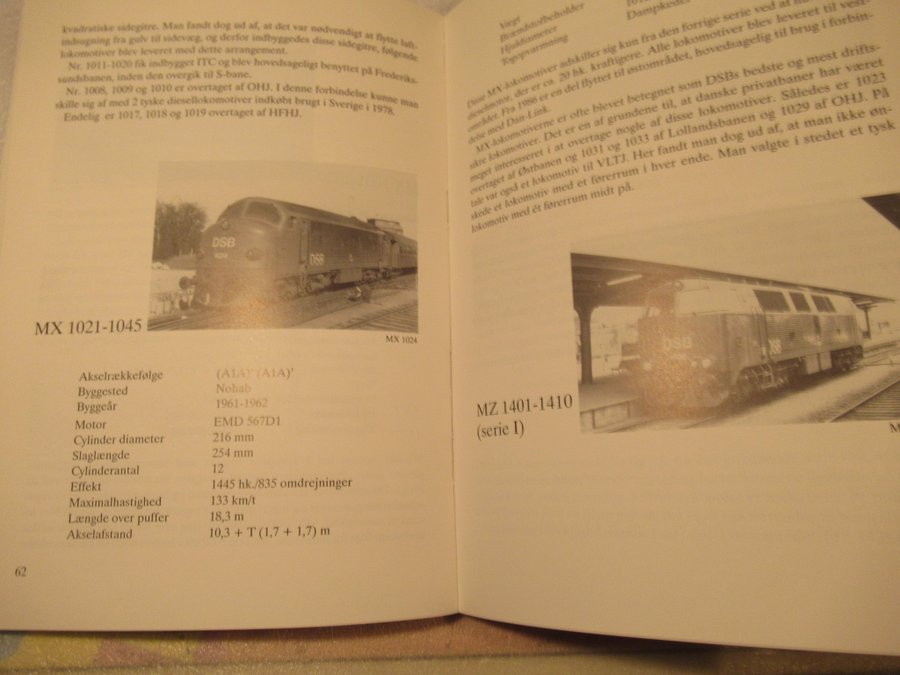 kvadratiske sidegitre. Man fandt dog ud af, at det var nødvendigt at flytte luft-
indsugning fra gulv til sidevæg, og derfor indbyggedes disse sidegitre, følgende
lokomotiver blev leveret med dette arrangement.
Nr. 1011-1020 fik indbygget ITC og blev hovedsageligt benyttet på Frederiks-
sundsbanen, inden den overgik til S-bane.
Nr. 1008, 1009 og 1010 er overtaget af OHJ. I denne forbindelse kunne man
skille sig af med 2 tyske diesellokomotiver indkøbt brugt i Sverige i 1978.
Endelig er 1017, 1018 og 1019 overtaget af HFHJ.
DSB
DSB
MX 1021-1045
MX 1024
Akselrækkefølge (A1A)' (A1A)'
Byggested Nohab
Byggeår 1961-1962
Motor EMD 567D1
Cylinder diameter 216 mm
Slaglængde 254 mm
Cylinderantal 12
Effekt 1445 hk./835 omdrejninger
Maximalhastighed 133 km/t
Længde over puffer 18,3 m
Akselafstand 10,3 + T (1,7 + 1,7) m
62
Vægt
Brændstofbeholder
Hjuldiameter
Togopvarmning
Dampkedel
Disse MX-lokomotiver adskiller sig fra den forrige serie ved at
dieselmotor, der er ca. 20 hk. kraftigere. Alle lokomotiver blev leveret til vest-
området. Fra 1986 er en del flyttet til østområdet, hovedsagelig til brug i forbin-
delse med Dan-Link.
MX-lokomotiverne er ofte blevet betegnet som DSBs bedste og mest drifts-
sikre lokomotiver. Det er en af grundene til, at danske privatbaner har været
meget interesseret i at overtage nogle af disse lokomotiver. Således er 1023
overtaget af Østbanen og 1031 og 1033 af Lollandsbanen og 1029 af OHJ. På
tale var også et lokomotiv til VLTJ. Her fandt man dog ud af, at man ikke øn-
skede et lokomotiv med et førerrum i hver ende. Man valgte i stedet et tysk
lokomotiv med ét førerrum midt på.
DSB
DSB
MZ 1401-1410
(serie I)